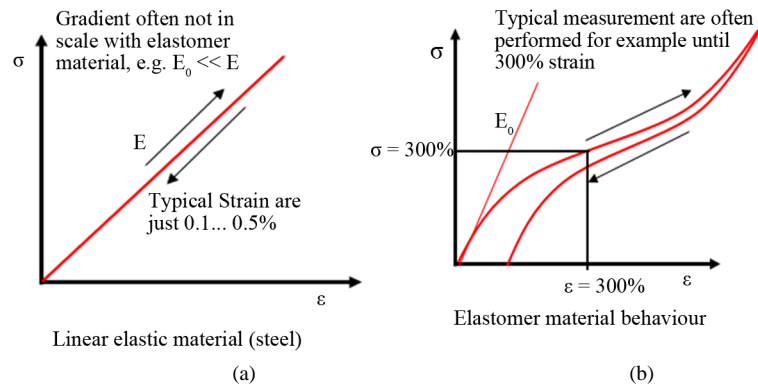 Gradient often not in
scale with elastomer
material, e.g. E₀ << E
σ
E
Typical Strain are
just 0.1... 0.5%
ε
Linear elastic material (steel)
(a)
Typical measurement are often
performed for example until
300% strain
σ
E₀
σ = 300%
ε = 300%
ε
Elastomer material behaviour
(b)